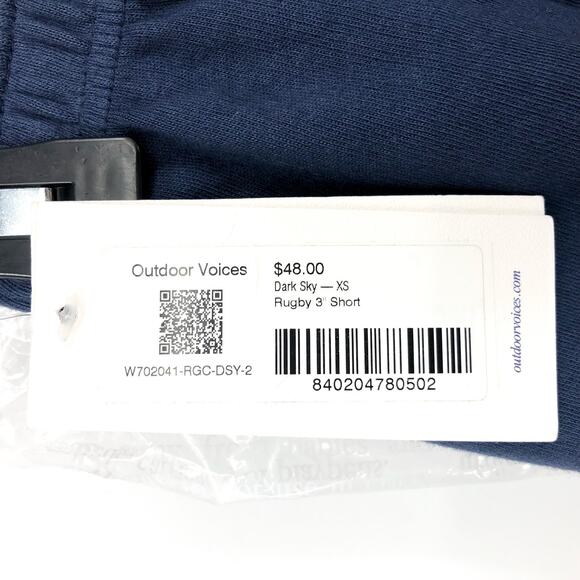 Outdoor Voices
W702041-RGC-DSY-2
$48.00
Dark Sky — XS
Rugby 3" Short
840204780502
outdoorvoices.com